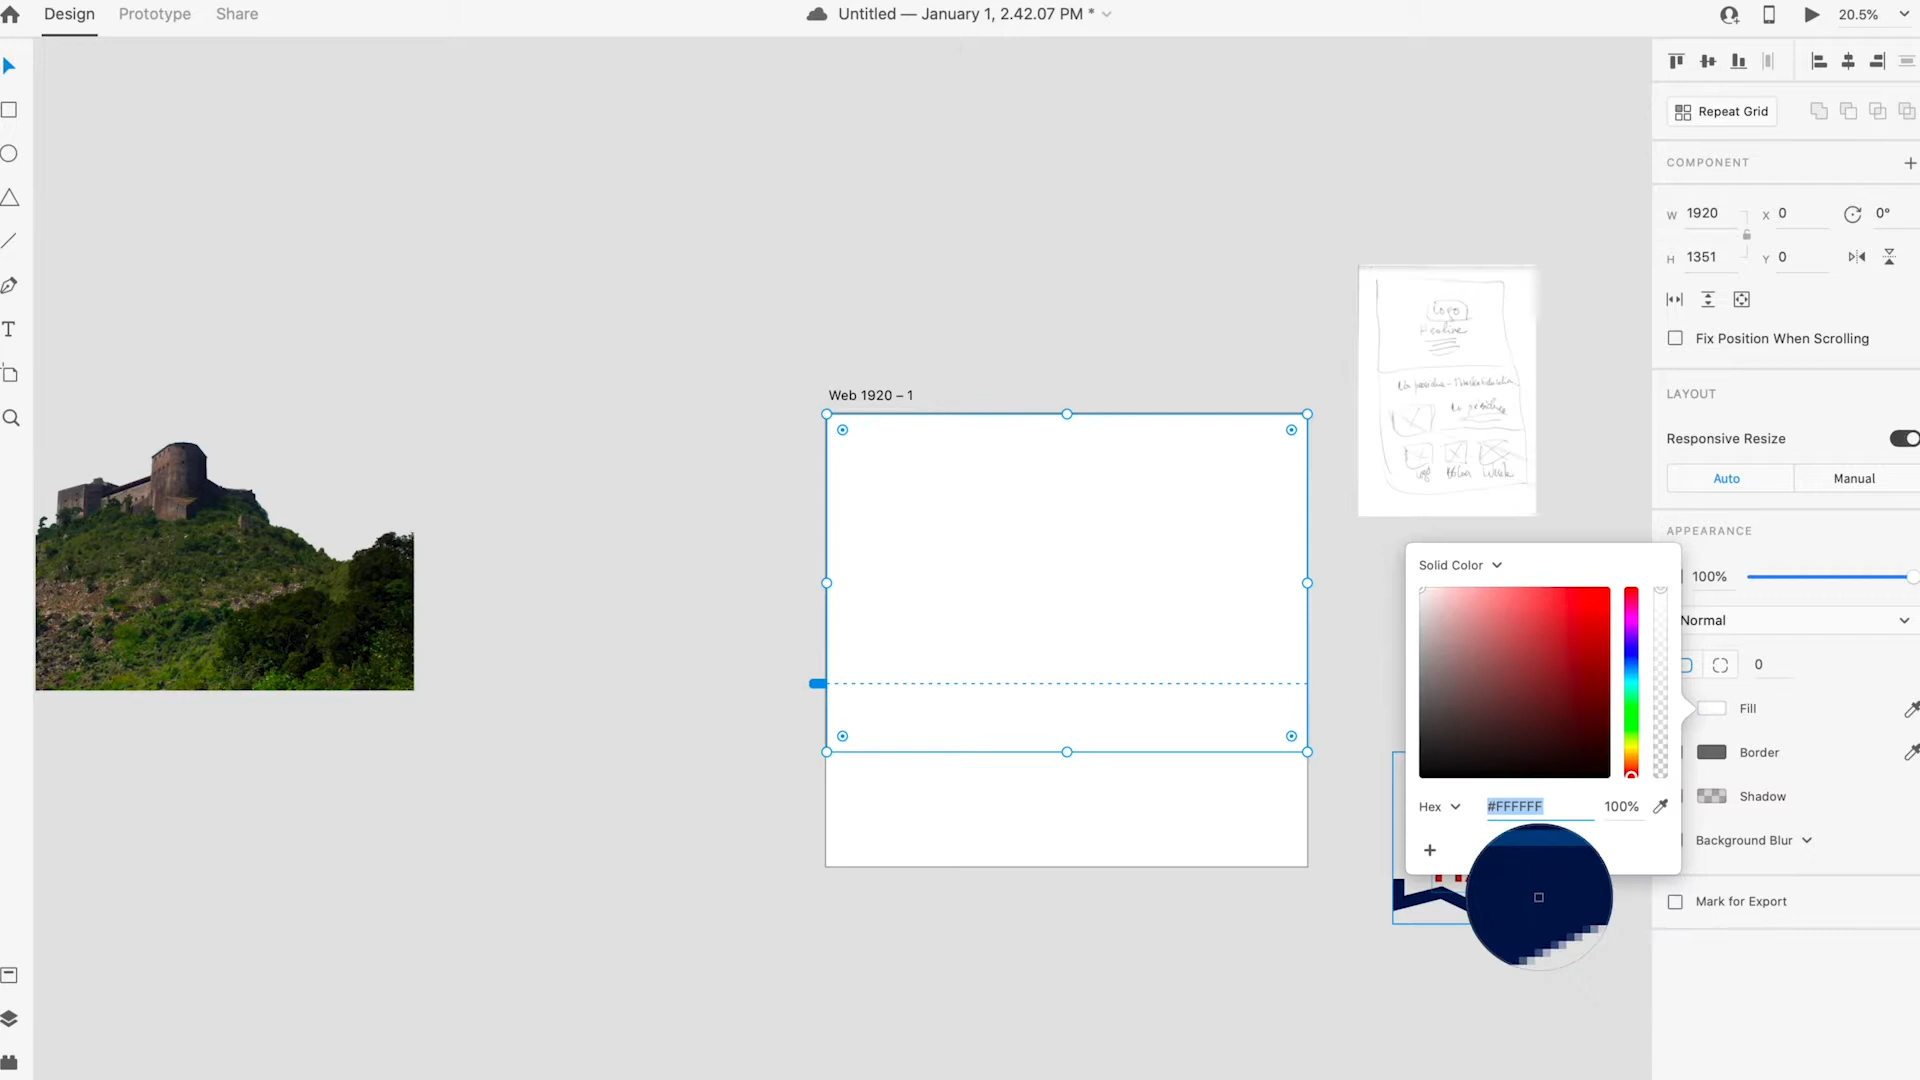 Design Prototype Share
Untitled — January 1, 2.42.07 PM *
20.5%
Repeat Grid
COMPONENT
W 1920 X 0 0°
H 1351 Y 0
Fix Position When Scrolling
LAYOUT
Responsive Resize
Auto Manual
APPEARANCE
100%
Normal
0
Fill
Border
Shadow
Background Blur
Mark for Export
Solid Color
Hex #FFFFFF 100%
Web 1920 – 1
Logo
T